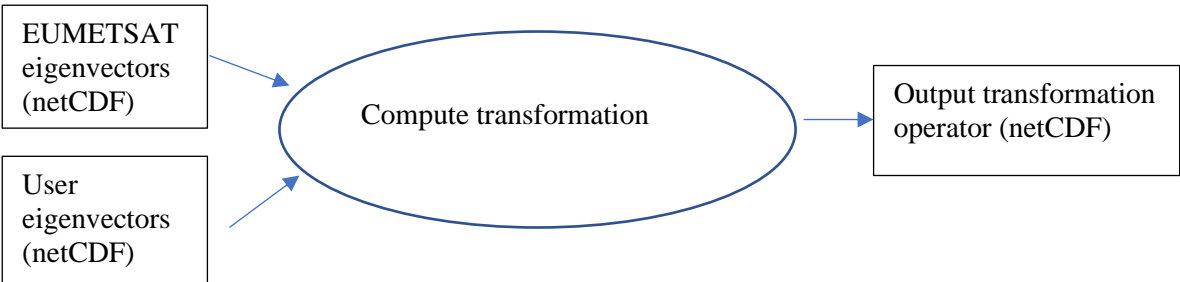 EUMETSAT
eigenvectors
(netCDF)
User
eigenvectors
(netCDF)
Compute transformation
Output transformation
operator (netCDF)